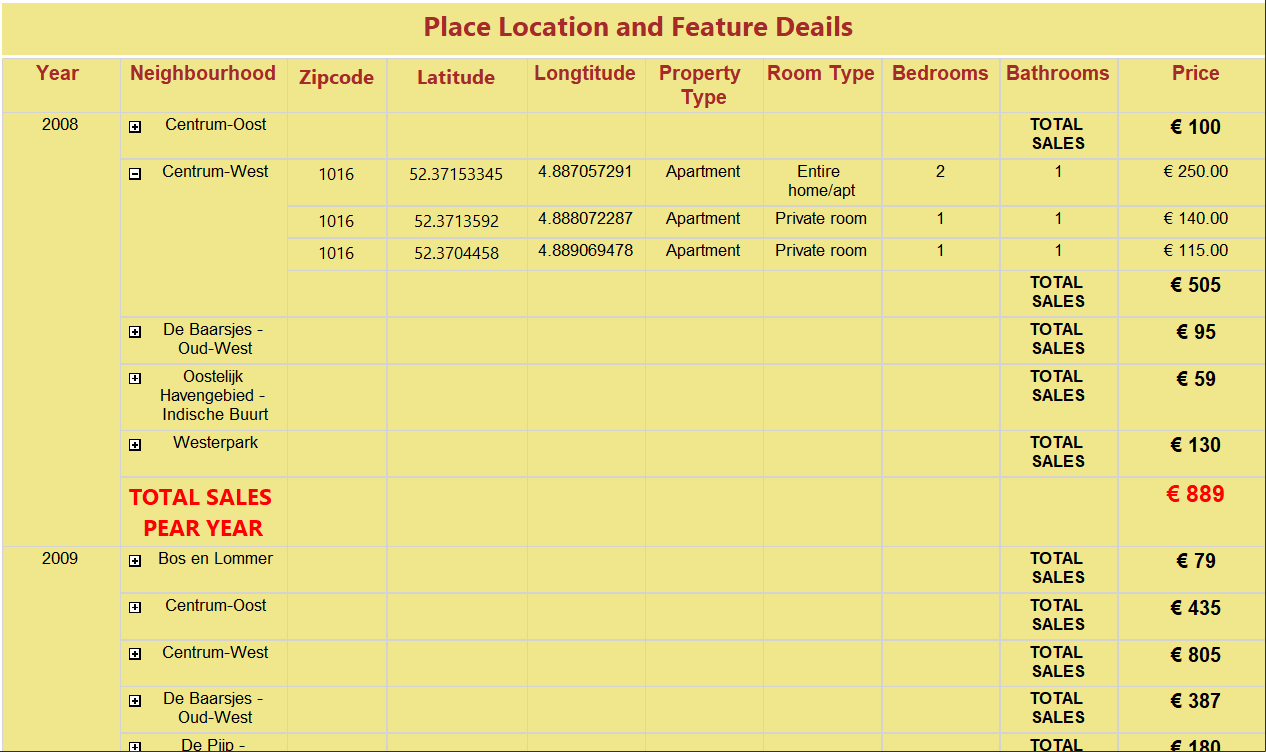 Place Location and Feature Deails
Year Neighbourhood Zipcode Latitude Longtitude Property Type Room Type Bedrooms Bathrooms Price
2008 Centrum-Oost TOTAL SALES € 100
Centrum-West 1016 52.37153345 4.887057291 Apartment Entire home/apt 2 1 € 250.00
1016 52.3713592 4.888072287 Apartment Private room 1 1 € 140.00
1016 52.3704458 4.889069478 Apartment Private room 1 1 € 115.00
TOTAL SALES € 505
De Baarsjes - Oud-West TOTAL SALES € 95
Oostelijk Havengebied - Indische Buurt TOTAL SALES € 59
Westerpark TOTAL SALES € 130
TOTAL SALES PEAR YEAR € 889
2009 Bos en Lommer TOTAL SALES € 79
Centrum-Oost TOTAL SALES € 435
Centrum-West TOTAL SALES € 805
De Baarsjes - Oud-West TOTAL SALES € 387
De Pijp - TOTAL € 180